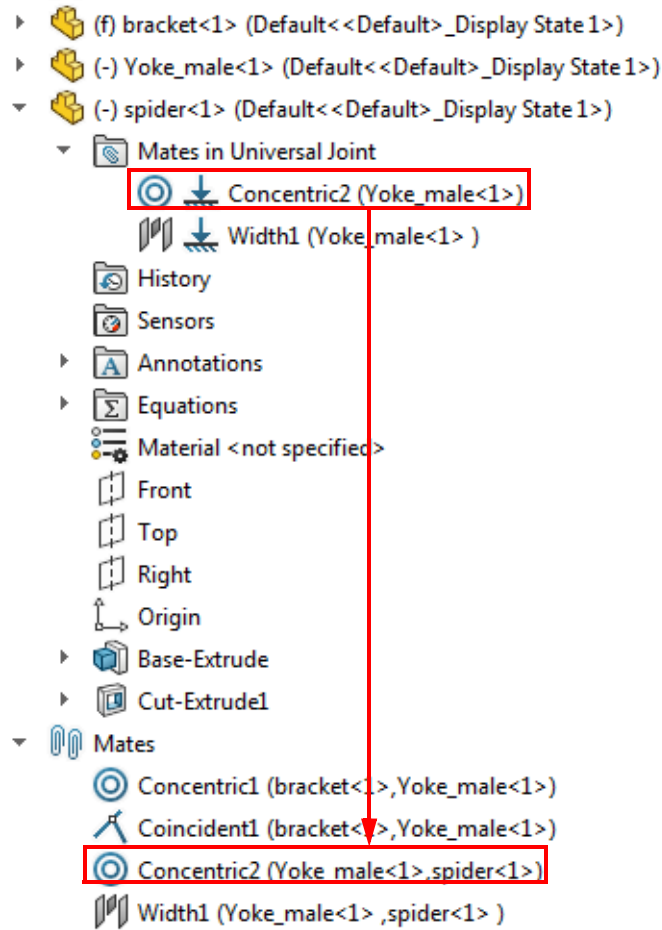 (f) bracket<1> (Default<<Default>_Display State 1>)
(-) Yoke_male<1> (Default<<Default>_Display State 1>)
(-) spider<1> (Default<<Default>_Display State 1>)
Mates in Universal Joint
Concentric2 (Yoke_male<1>)
Width1 (Yoke_male<1> )
History
Sensors
A Annotations
Σ Equations
Material <not specified>
Front
Top
Right
Origin
Base-Extrude
Cut-Extrude1
Mates
Concentric1 (bracket<1>,Yoke_male<1>)
Coincident1 (bracket<1>,Yoke_male<1>)
Concentric2 (Yoke_male<1>,spider<1>)
Width1 (Yoke_male<1> ,spider<1> )